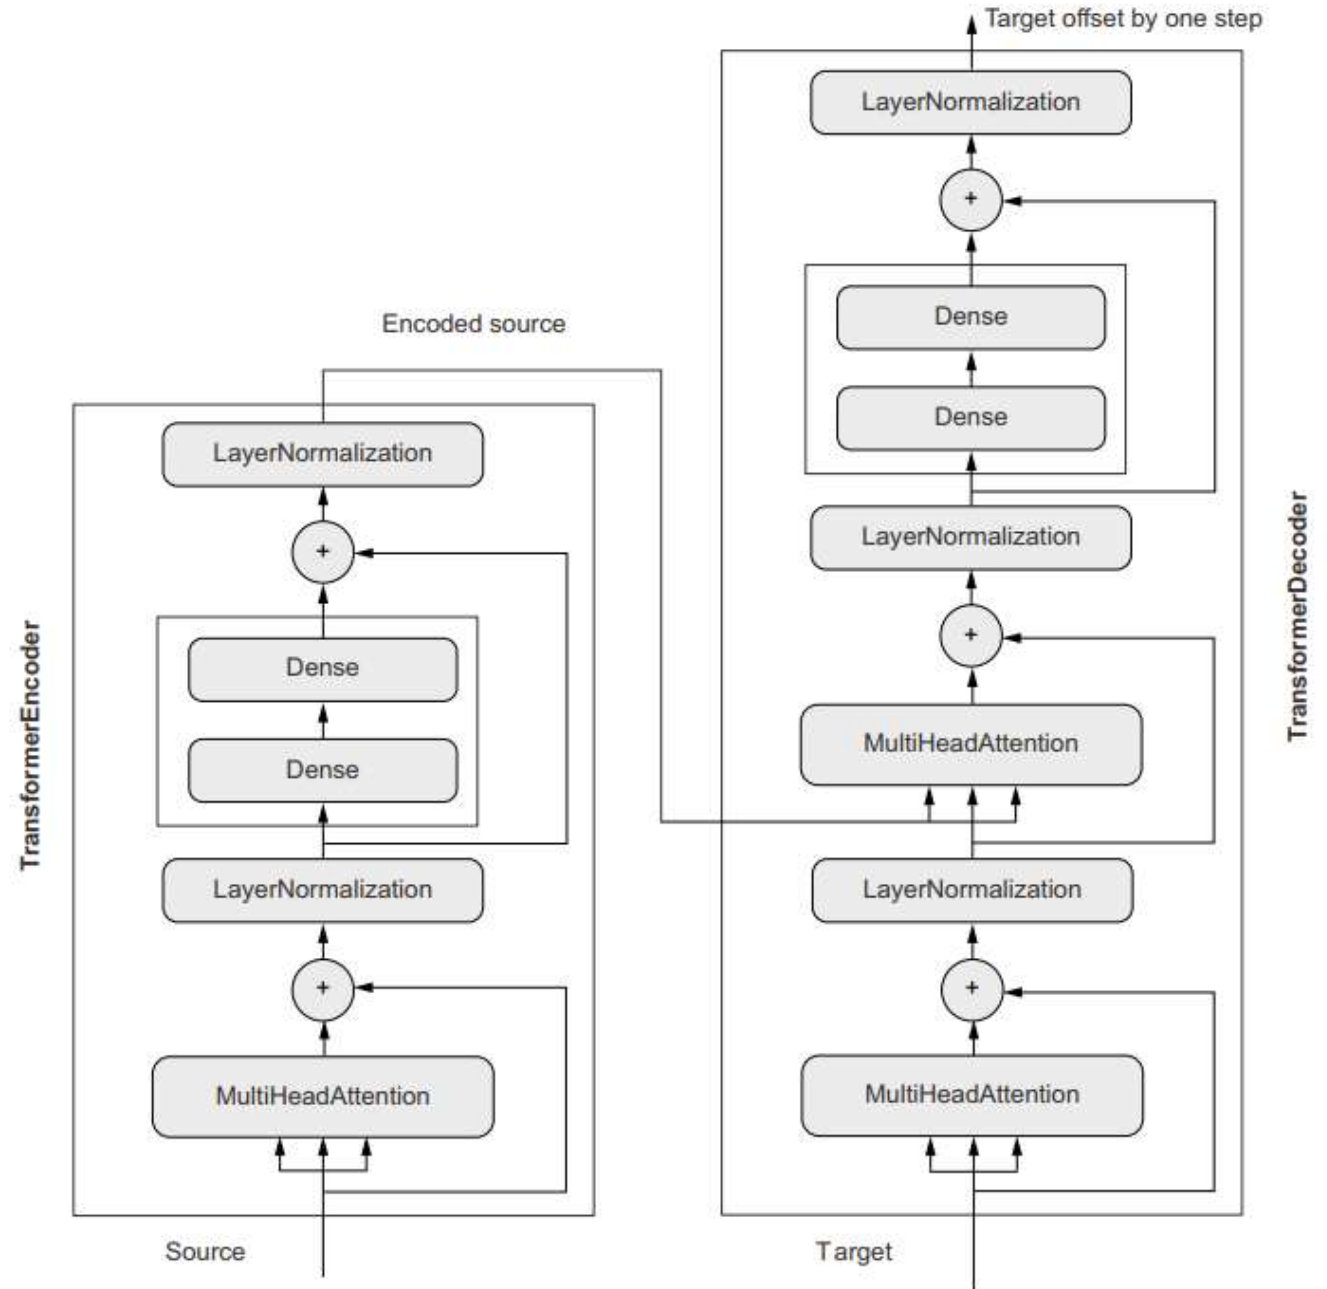 Target offset by one step
LayerNormalization
+
Dense
Dense
LayerNormalization
+
MultiHeadAttention
LayerNormalization
+
MultiHeadAttention
Target
TransformerDecoder
Encoded source
LayerNormalization
+
Dense
Dense
LayerNormalization
+
MultiHeadAttention
Source
TransformerEncoder